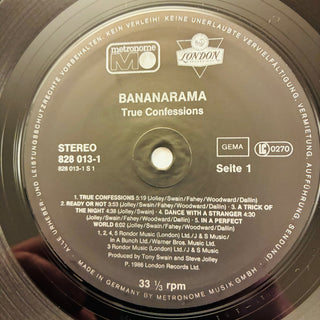 metronome
M
LONDON
BANANARAMA
True Confessions
STEREO
828 013-1
828 013-1 S 1
GEMA
LC 0270
Seite 1
1. TRUE CONFESSIONS 5:19 (Jolley/Swain/Fahey/Woodward/Dallin)
2. READY OR NOT 3:53 (Jolley/Swain/Fahey/Woodward/Dallin) 3. A TRICK OF
THE NIGHT 4:38 (Jolley/Swain) 4. DANCE WITH A STRANGER 4:30
(Jolley/Swain/Fahey/Woodward/Dallin) 5. IN A PERFECT
WORLD 6:02 (Jolley/Swain/Fahey/Woodward/Dallin)
1, 2, 4, 5 Rondor Music (London) Ltd./ J & S Music/
In A Bunch Ltd./Warner Bros. Music Ltd.
3 Rondor Music (London) Ltd./ J & S Music/
Produced by Tony Swain and Steve Jolley
℗ 1986 London Records Ltd.
33 ⅓ rpm
ALLE URHEBER- UND LEISTUNGSSCHUTZRECHTE VORBEHALTEN. KEIN VERLEIH! KEINE UNERLAUBTE VERVIELFÄLTIGUNG, VERMIETUNG, AUFFÜHRUNG, SENDUNG!
MADE IN GERMANY BY METRONOME MUSIK GMBH